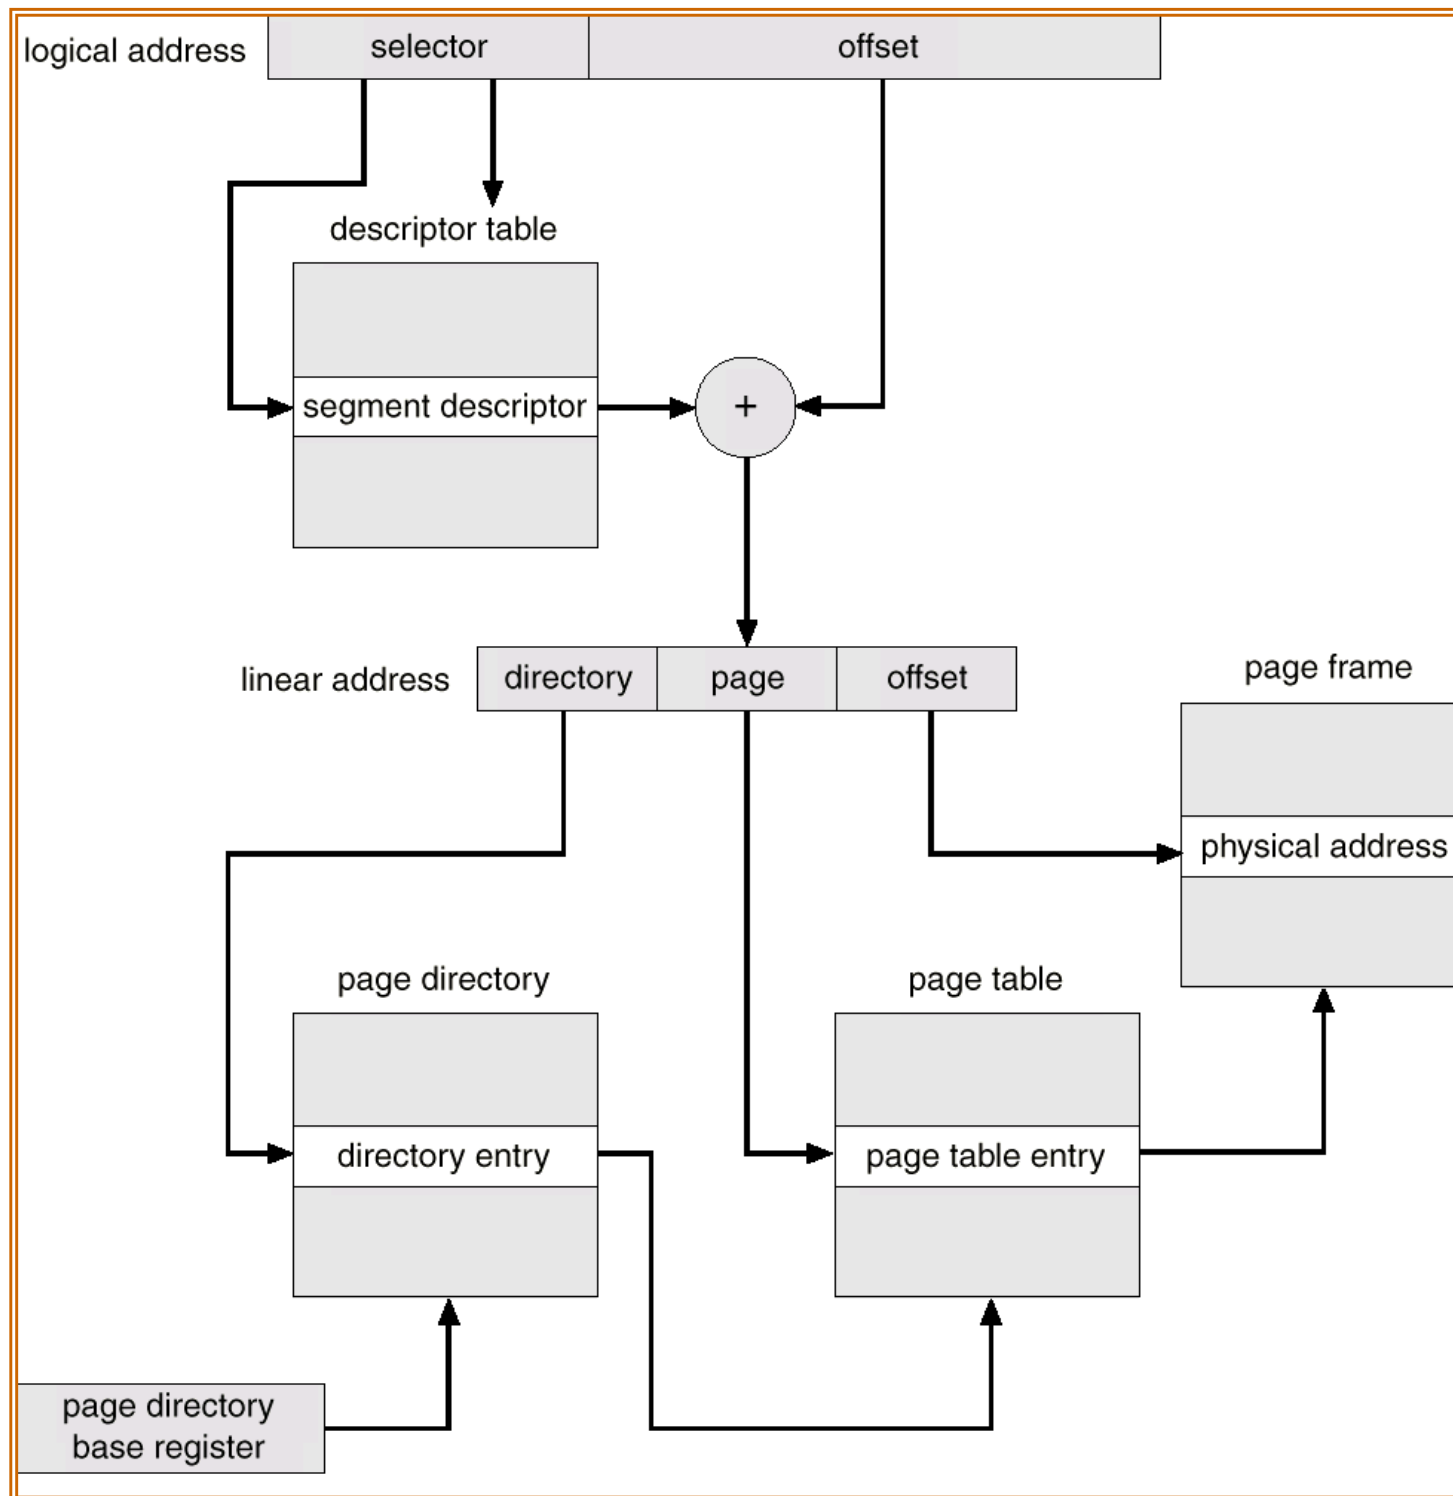 logical address
selector
offset
descriptor table
segment descriptor
+
linear address
directory
page
offset
page frame
physical address
page directory
page table
directory entry
page table entry
page directory
base register